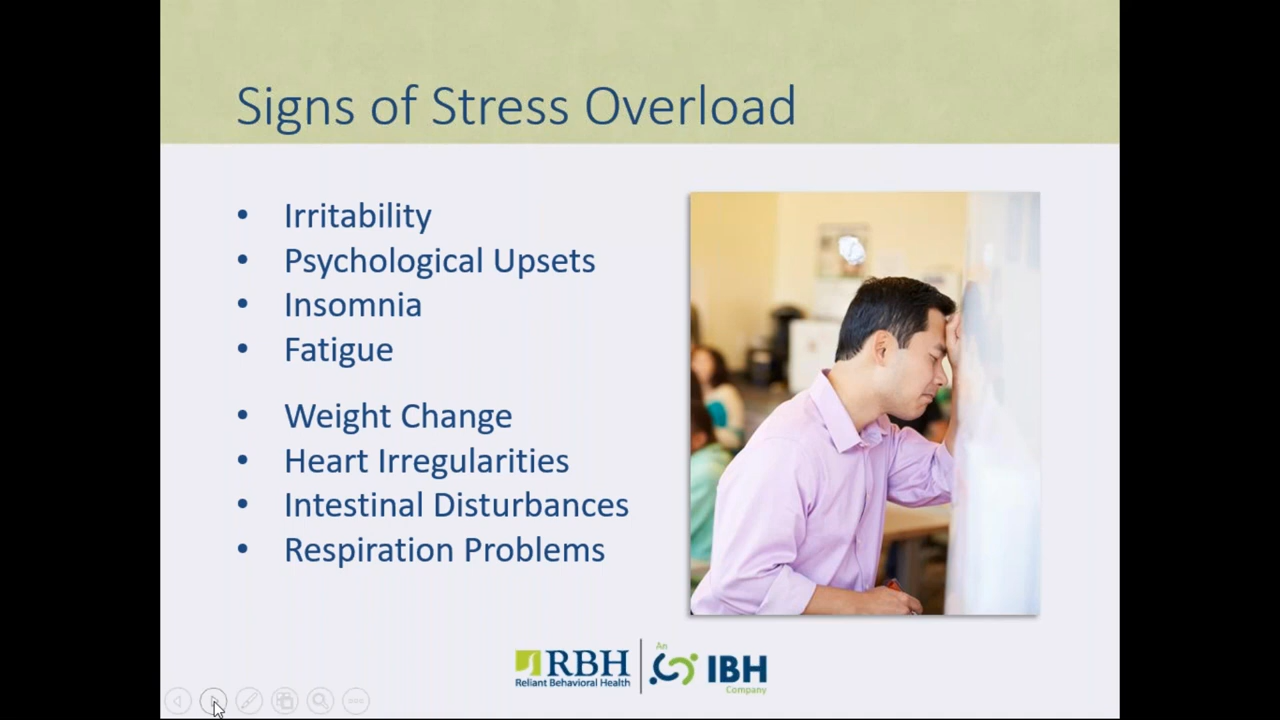 Signs of Stress Overload
• Irritability
• Psychological Upsets
• Insomnia
• Fatigue
• Weight Change
• Heart Irregularities
• Intestinal Disturbances
• Respiration Problems
RBH
Reliant Behavioral Health
An
IBH
Company